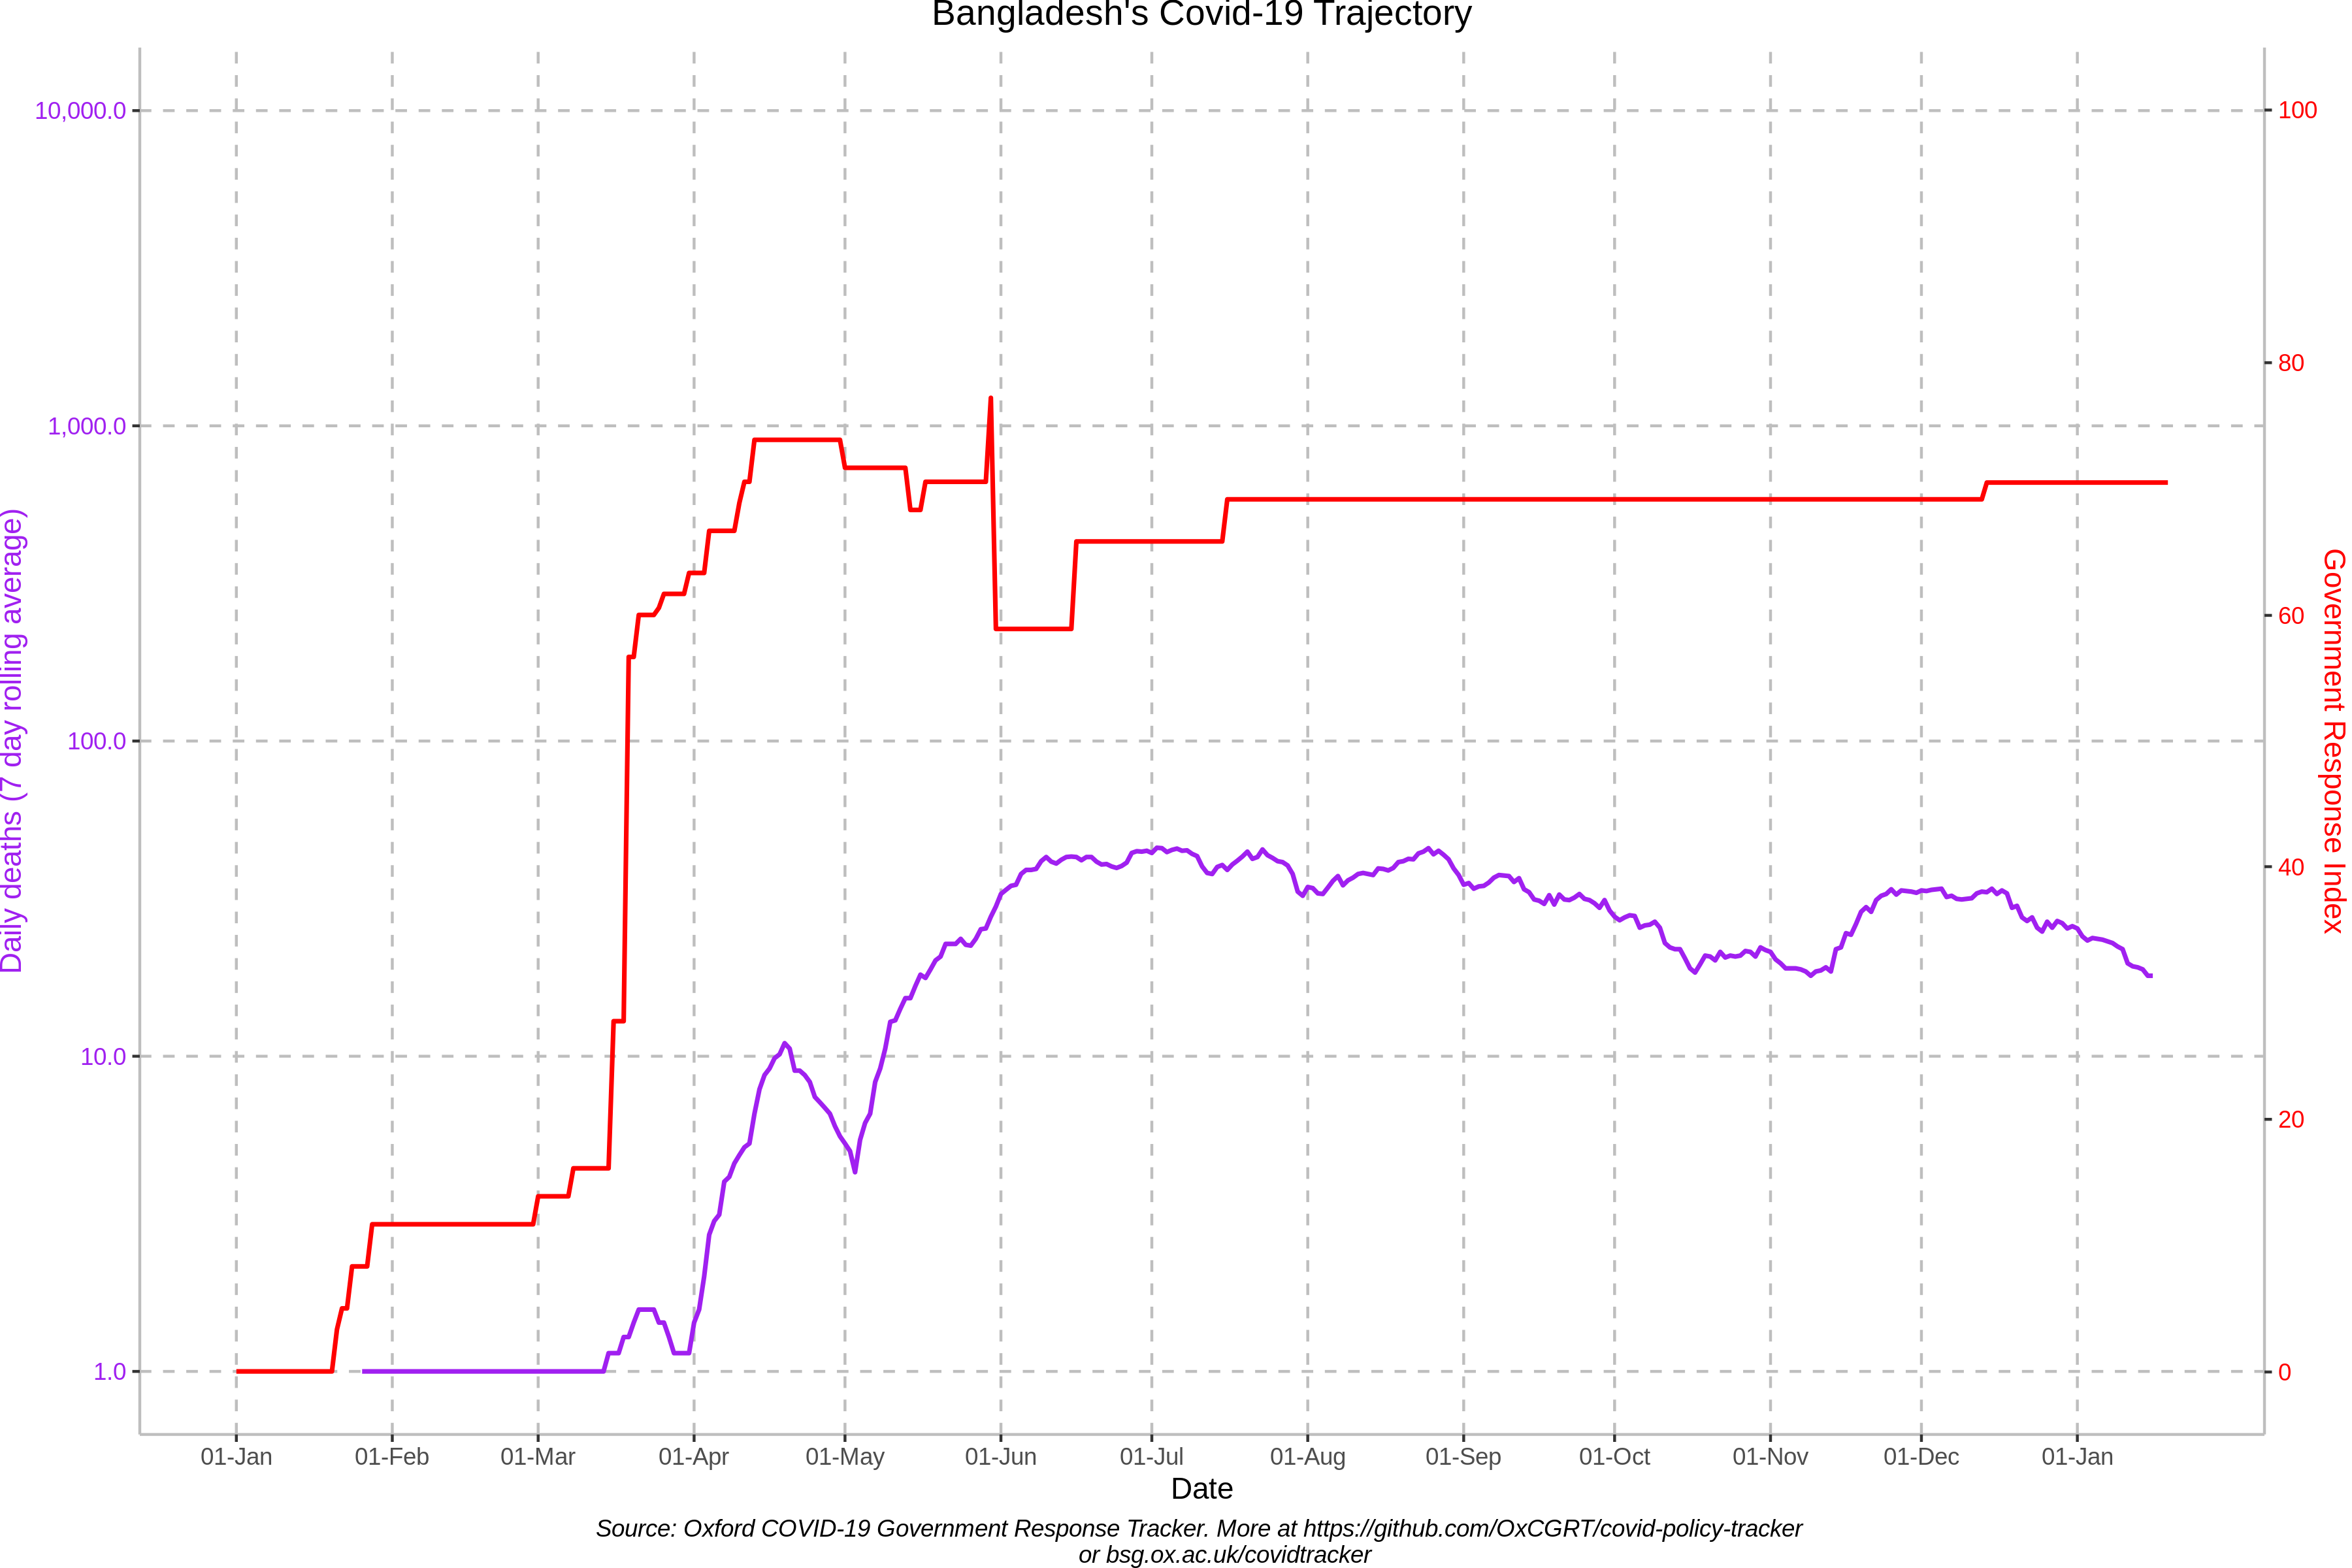 Bangladesh's Covid-19 Trajectory
10,000.0
1,000.0
100.0
10.0
1.0
Daily deaths (7 day rolling average)
100
80
60
40
20
0
Government Response Index
01-Jan
01-Feb
01-Mar
01-Apr
01-May
01-Jun
01-Jul
01-Aug
01-Sep
01-Oct
01-Nov
01-Dec
01-Jan
Date
Source: Oxford COVID-19 Government Response Tracker. More at https://github.com/OxCGRT/covid-policy-tracker
or bsg.ox.ac.uk/covidtracker